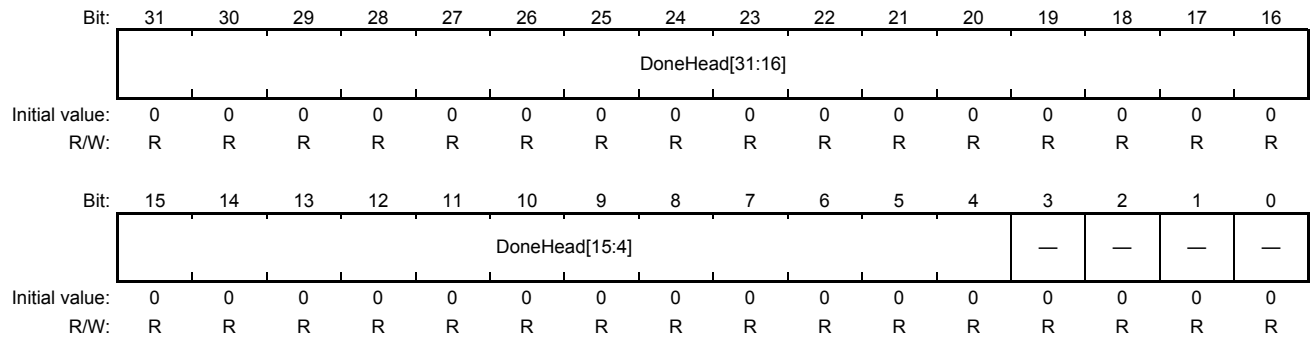 Bit: 31 30 29 28 27 26 25 24 23 22 21 20 19 18 17 16
DoneHead[31:16]
Initial value: 0 0 0 0 0 0 0 0 0 0 0 0 0 0 0 0
R/W: R R R R R R R R R R R R R R R R
Bit: 15 14 13 12 11 10 9 8 7 6 5 4 3 2 1 0
DoneHead[15:4] — — — —
Initial value: 0 0 0 0 0 0 0 0 0 0 0 0 0 0 0 0
R/W: R R R R R R R R R R R R R R R R